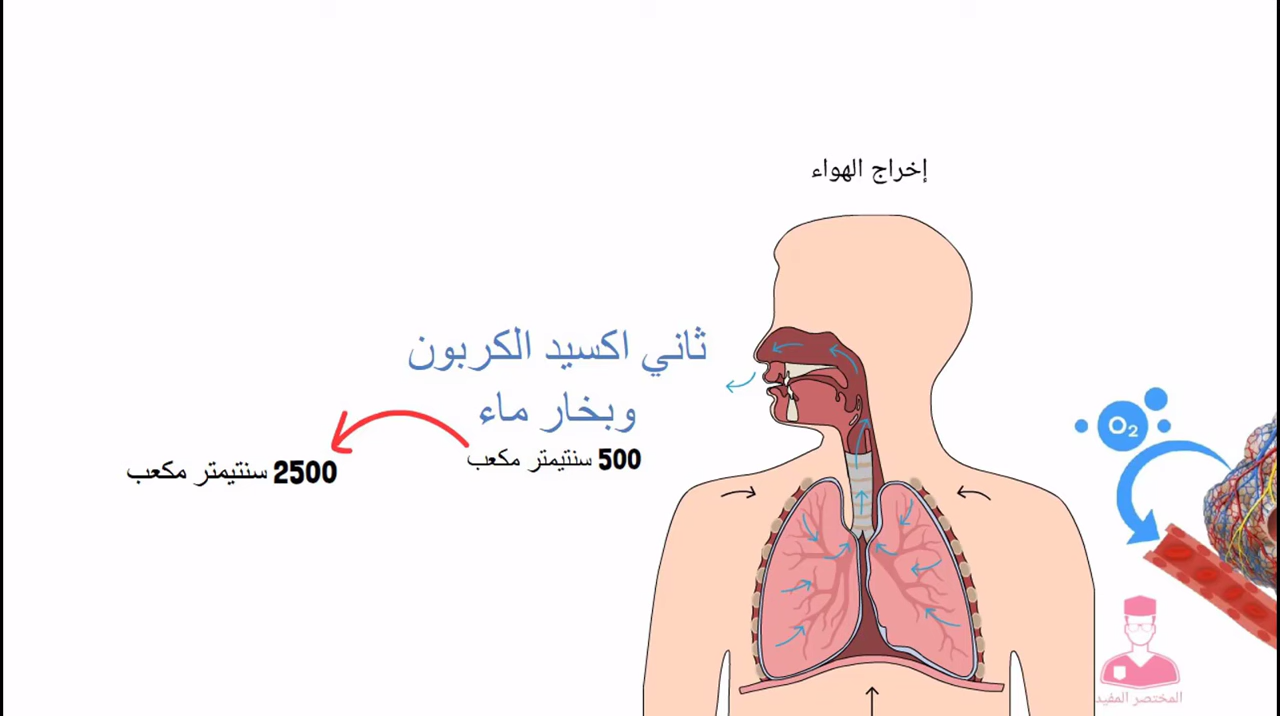 إخراج الهواء
ثاني اكسيد الكربون
وبخار ماء
500 سنتيمتر مكعب
2500 سنتيمتر مكعب
O2
المختصر المفيد